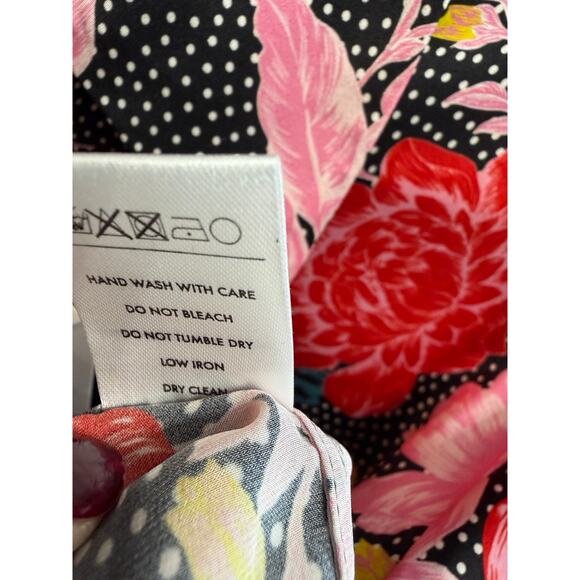 HAND WASH WITH CARE
DO NOT BLEACH
DO NOT TUMBLE DRY
LOW IRON
DRY CLEAN